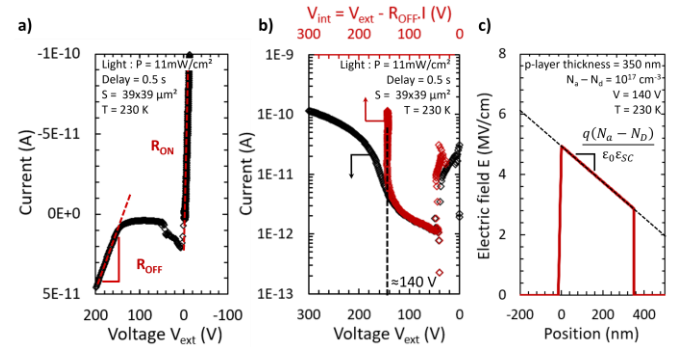 a)
-1E-10
-5E-11
0E+0
5E-11
Current (A)
Light : P = 11mW/cm²
Delay = 0.5 s
S = 39x39 µm²
T = 230 K
R_ON
R_OFF
200
100
0
-100
Voltage V_ext (V)
b)
V_int = V_ext - R_OFF.I (V)
300
200
100
0
1E-9
1E-10
1E-11
1E-12
1E-13
Current (A)
Light : P = 11mW/cm²
Delay = 0.5 s
S = 39x39 µm²
T = 230 K
≈140 V
300
200
100
0
Voltage V_ext (V)
c)
8
6
4
2
0
Electric field E (MV/cm)
p-layer thickness = 350 nm
N_a – N_d = 10¹⁷ cm⁻³
V = 140 V
T = 230 K
q(N_a − N_D)
ε₀ε_SC
-200
0
200
400
Position (nm)